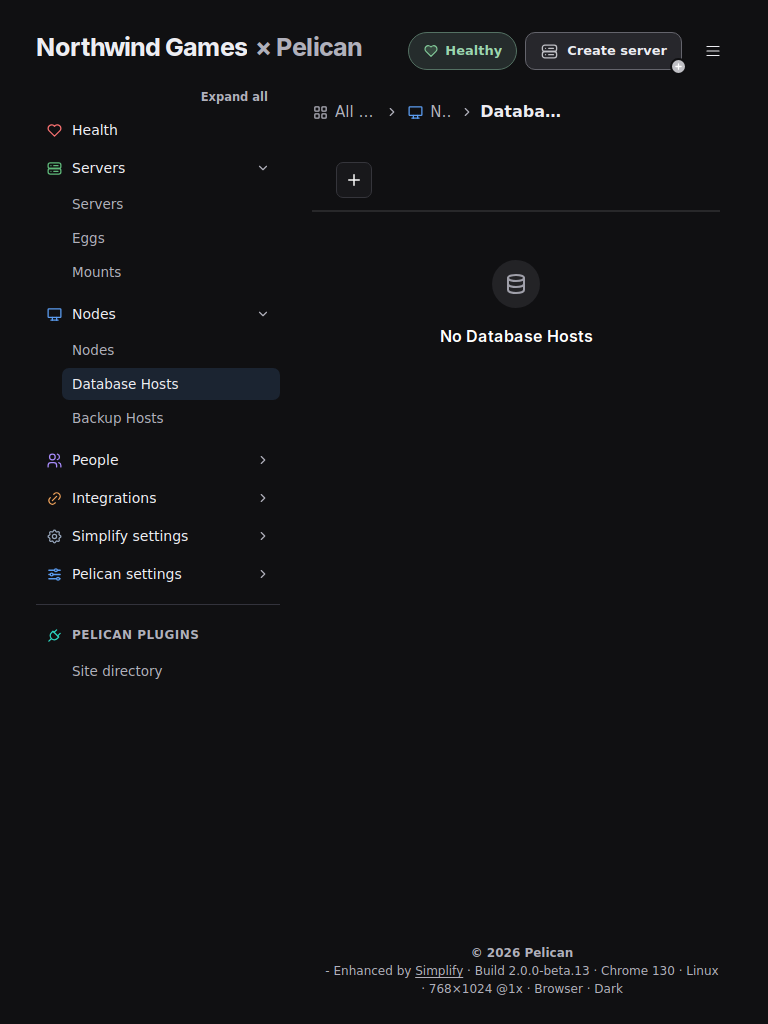 Northwind Games × Pelican
Healthy
Create server
Expand all
Health
Servers
Servers
Eggs
Mounts
Nodes
Nodes
Database Hosts
Backup Hosts
People
Integrations
Simplify settings
Pelican settings
PELICAN PLUGINS
Site directory
All ... > N.. > Databa...
No Database Hosts
© 2026 Pelican
- Enhanced by Simplify · Build 2.0.0-beta.13 · Chrome 130 · Linux
· 768×1024 @1x · Browser · Dark